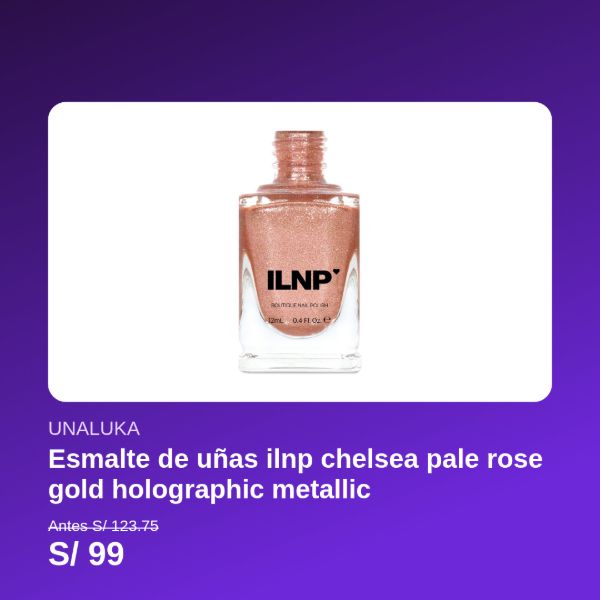 ILNP
BOUTIQUE NAIL POLISH
12mL 0.4 Fl. Oz. ℮
UNALUKA
Esmalte de uñas ilnp chelsea pale rose
gold holographic metallic
Antes S/ 123.75
S/ 99